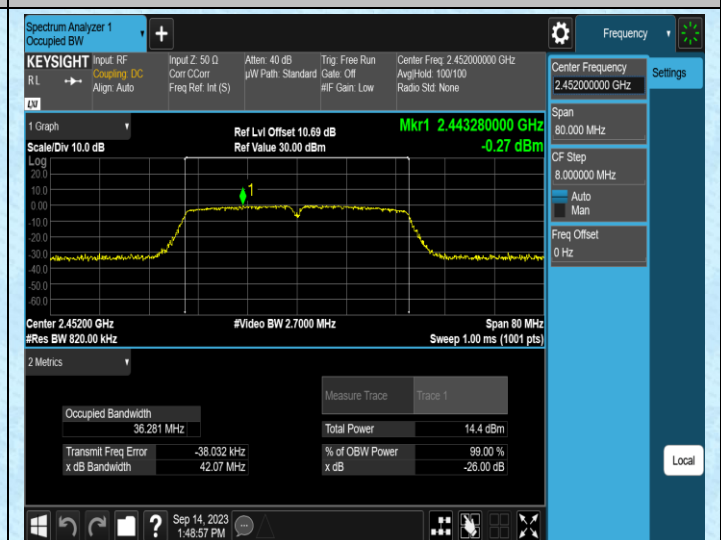 Spectrum Analyzer 1
Occupied BW
Frequency
KEYSIGHT
R L
LXI
Input: RF
Coupling: DC
Align: Auto
Input Z: 50 Ω
Corr CCorr
Freq Ref: Int (S)
Atten: 40 dB
µW Path: Standard
Trig: Free Run
Gate: Off
#IF Gain: Low
Center Freq: 2.452000000 GHz
Avg|Hold: 100/100
Radio Std: None
Center Frequency
2.452000000 GHz
Settings
Span
80.000 MHz
CF Step
8.000000 MHz
Auto
Man
Freq Offset
0 Hz
1 Graph
Scale/Div 10.0 dB
Ref Lvl Offset 10.69 dB
Ref Value 30.00 dBm
Mkr1 2.443280000 GHz
-0.27 dBm
Log
20.0
10.0
0.00
-10.0
-20.0
-30.0
-40.0
-50.0
-60.0
1
Center 2.45200 GHz
#Video BW 2.7000 MHz
Span 80 MHz
#Res BW 820.00 kHz
Sweep 1.00 ms (1001 pts)
2 Metrics
Measure Trace
Trace 1
Occupied Bandwidth
36.281 MHz
Total Power
14.4 dBm
Transmit Freq Error
-38.032 kHz
% of OBW Power
99.00 %
x dB Bandwidth
42.07 MHz
x dB
-26.00 dB
Local
Sep 14, 2023
1:48:57 PM